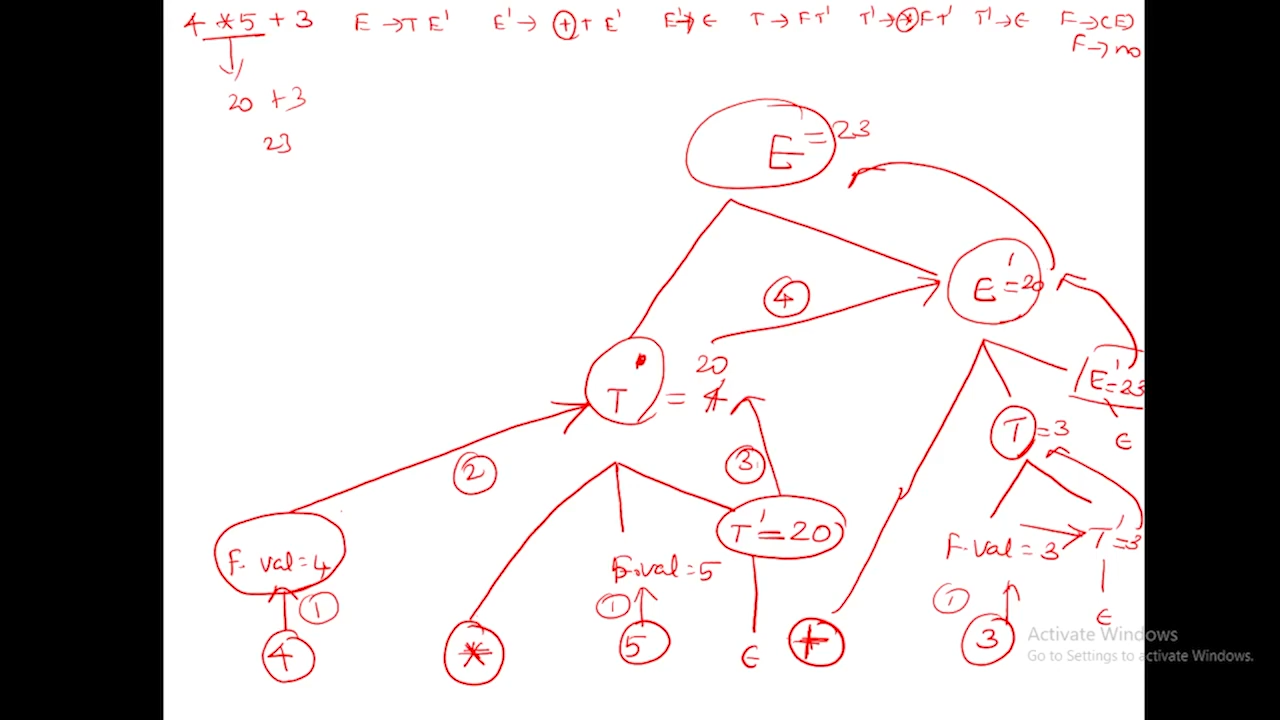 4 * 5 + 3 E → T E' E' → + T E' E' → ϵ T → F T' T' → * F T' T' → ϵ F → (E)
F → no
20 + 3
23
E = 23
E' = 20
4
20
T = 4
E' = 23
T = 3
ϵ
2
3
T' = 20
F. val = 4
F. val = 5
F. val = 3
T' = 3
1
1
1
ϵ
4
*
5
ϵ
+
3
Activate Windows
Go to Settings to activate Windows.